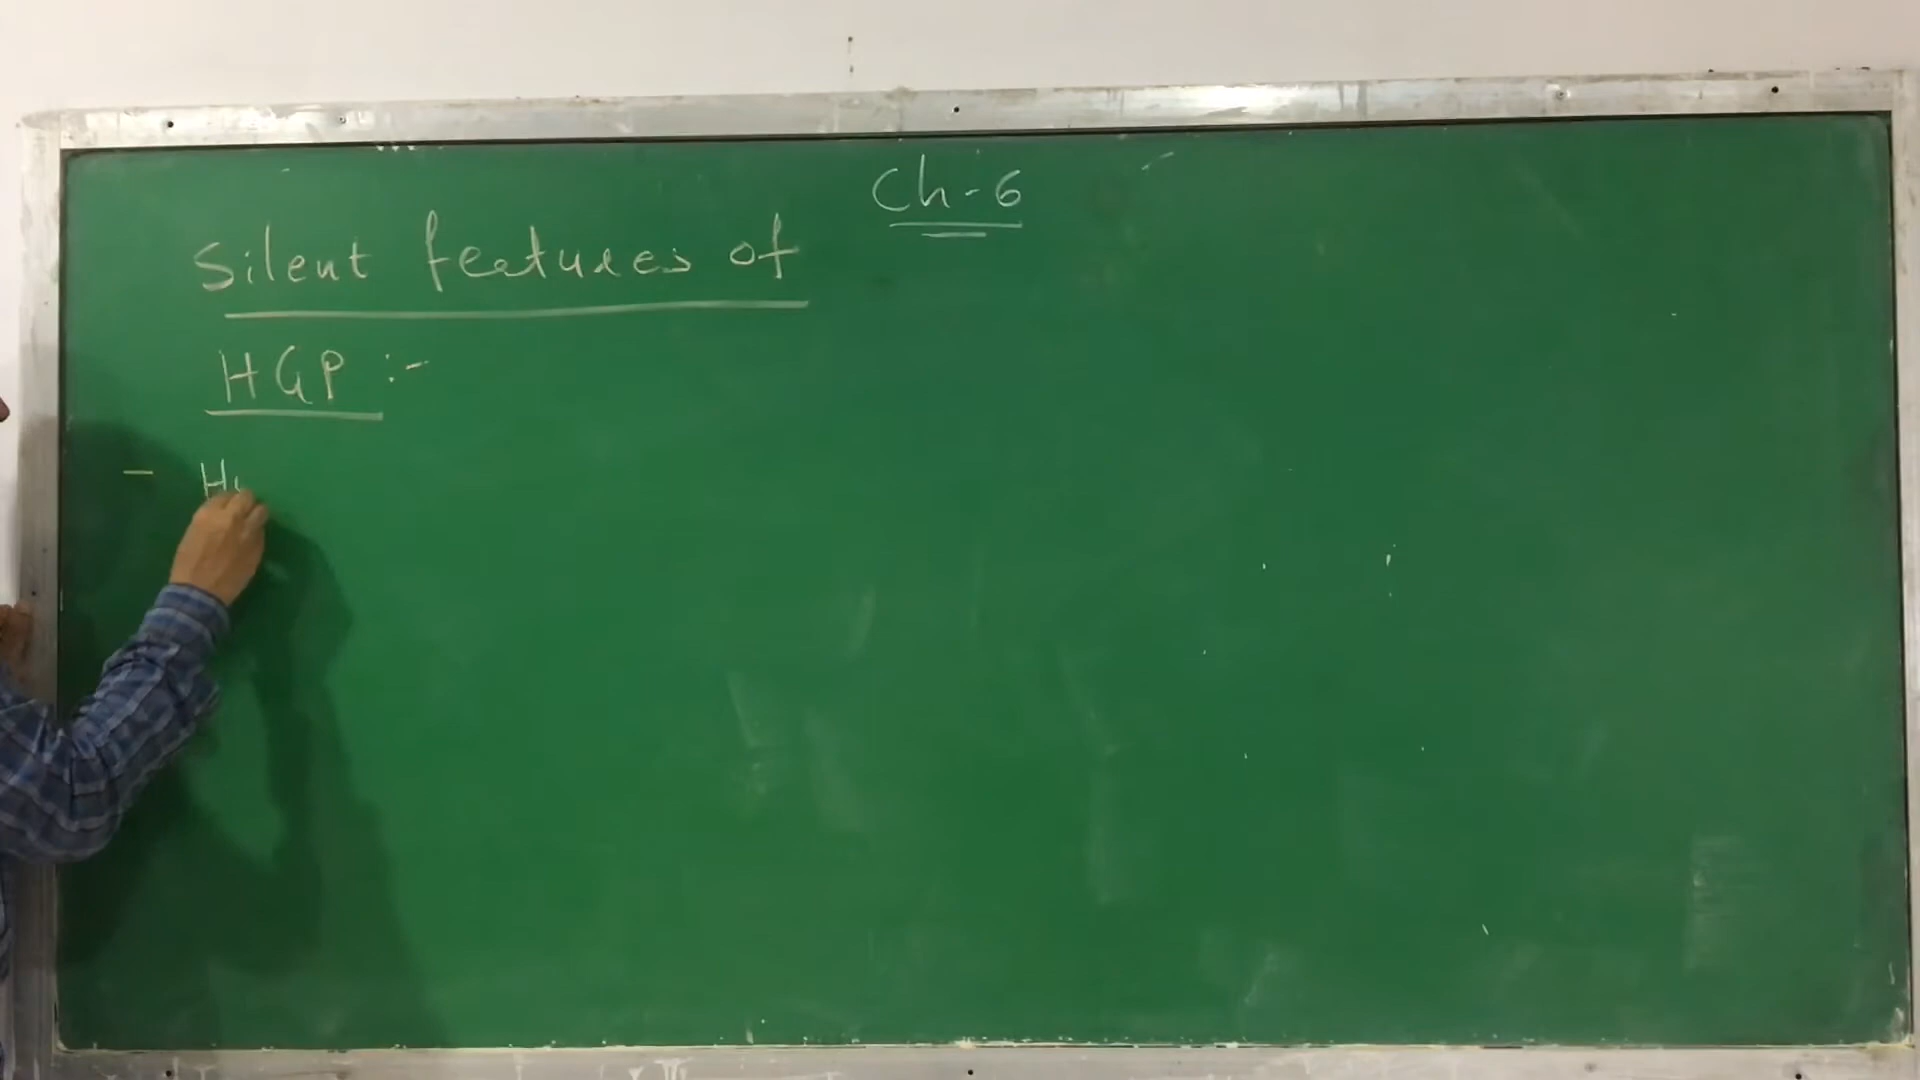 Ch-6
Silent features of
HGP :-
- H